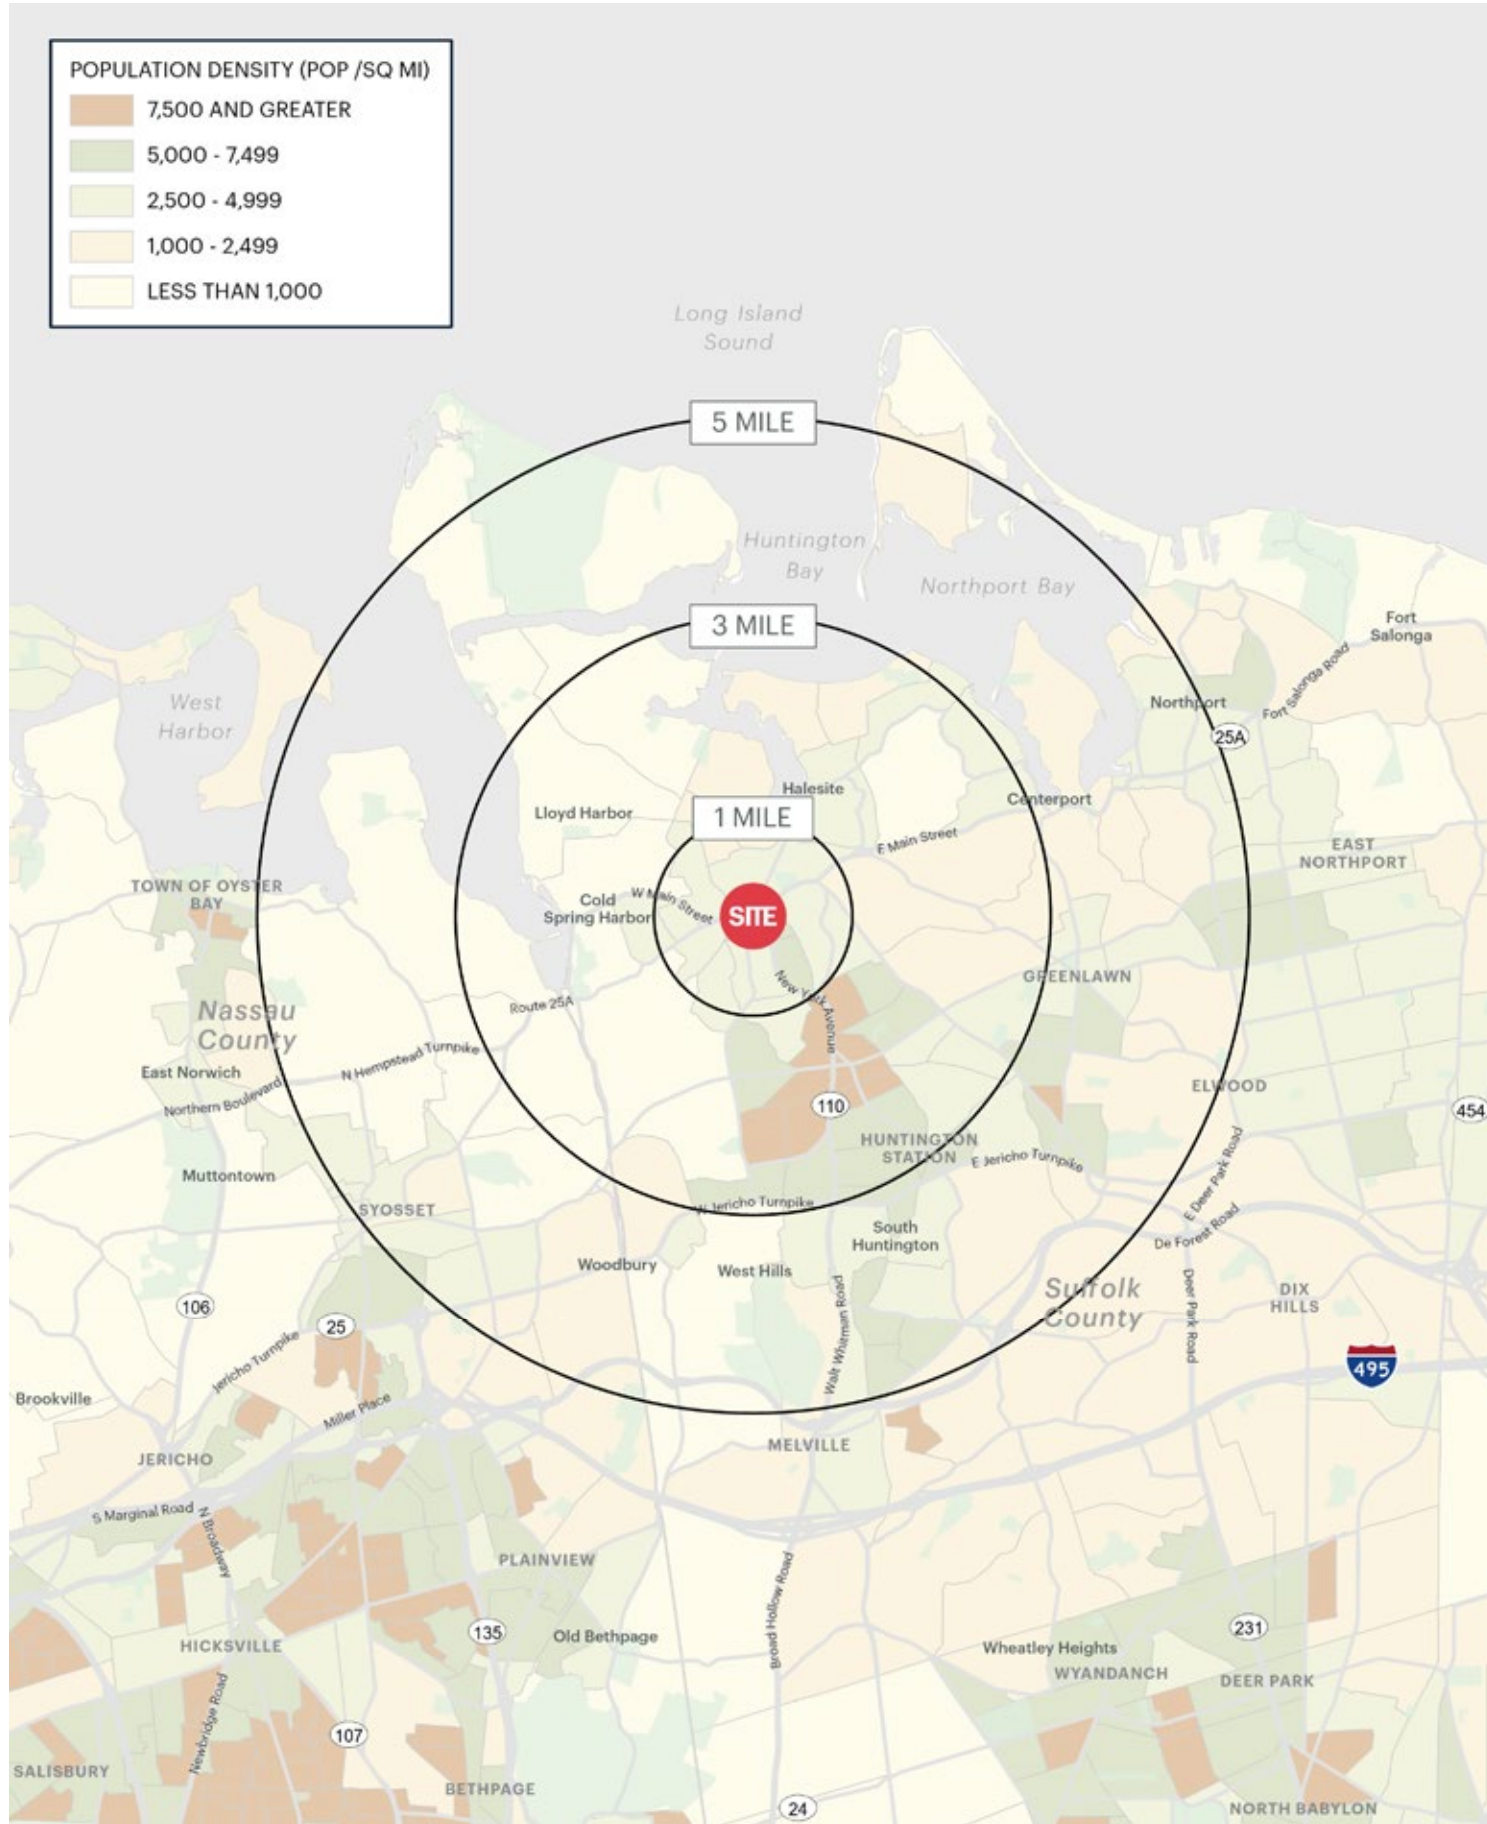 POPULATION DENSITY (POP /SQ MI)
7,500 AND GREATER
5,000 - 7,499
2,500 - 4,999
1,000 - 2,499
LESS THAN 1,000
Long Island
Sound
5 MILE
Huntington
Bay
Northport Bay
3 MILE
Fort
Salonga
West
Harbor
Northport
Fort Salonga Road
25A
Halesite
Centerport
Lloyd Harbor
1 MILE
E Main Street
EAST
NORTHPORT
TOWN OF OYSTER
BAY
Cold
Spring Harbor
W Main Street
SITE
GREENLAWN
New York Avenue
Route 25A
Nassau
County
N Hempstead Turnpike
East Norwich
Northern Boulevard
ELWOOD
110
454
HUNTINGTON
STATION
E Jericho Turnpike
E Deer Park Road
Muttontown
SYOSSET
W Jericho Turnpike
South
Huntington
De Forest Road
Woodbury
West Hills
Suffolk
County
DIX
HILLS
106
25
Jericho Turnpike
Walt Whitman Road
Deer Park Road
495
Brookville
Miller Place
MELVILLE
JERICHO
S Marginal Road
N Broadway
PLAINVIEW
Broad Hollow Road
135
Old Bethpage
231
HICKSVILLE
Wheatley Heights
WYANDANCH
DEER PARK
Newbridge Road
107
SALISBURY
BETHPAGE
24
NORTH BABYLON